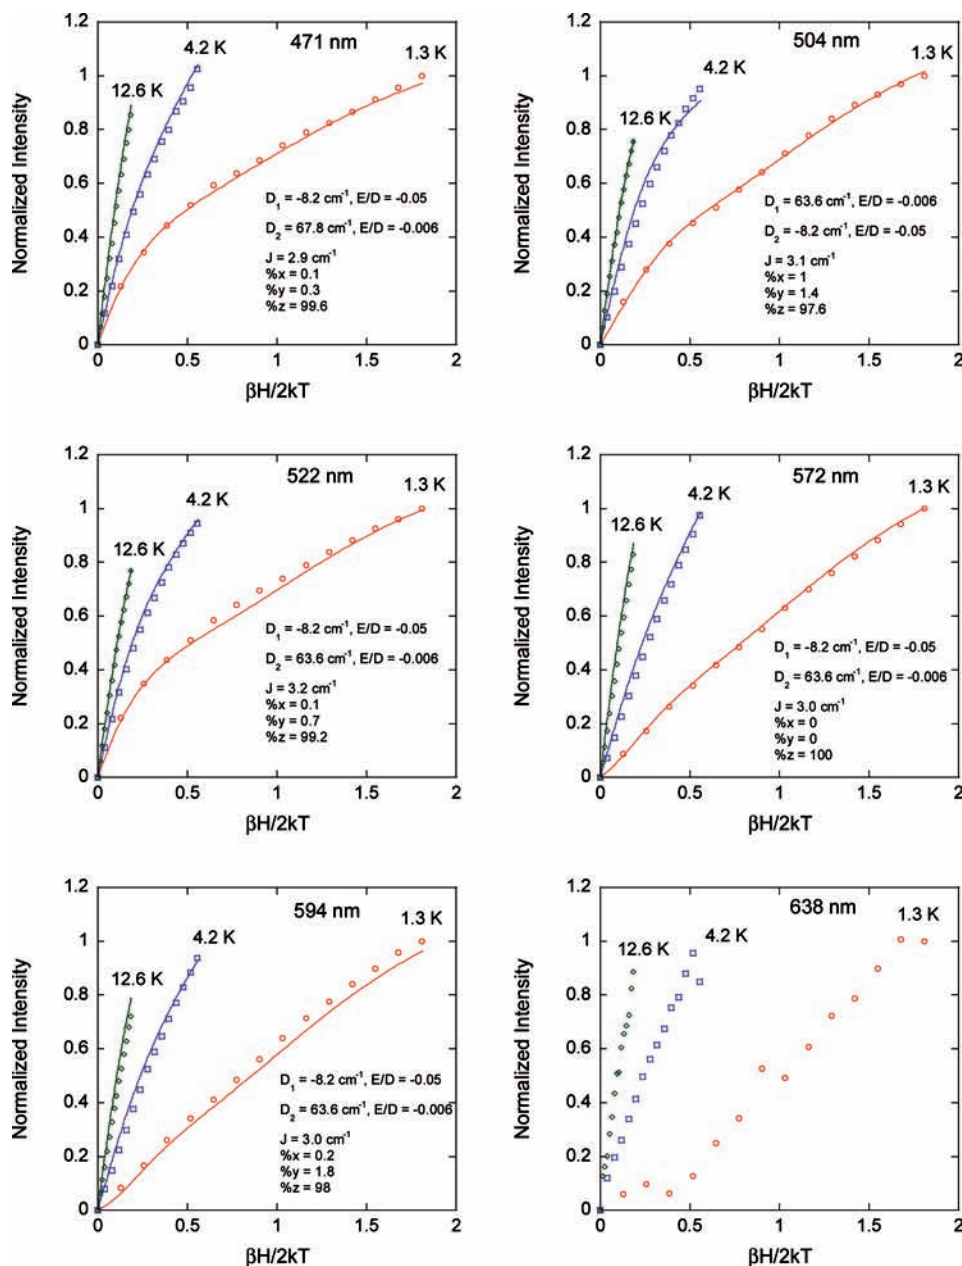 471 nm
1.2
1
0.8
0.6
0.4
0.2
0
Normalized Intensity
12.6 K
4.2 K
1.3 K
D₁ = -8.2 cm⁻¹, E/D = -0.05
D₂ = 67.8 cm⁻¹, E/D = -0.006
J = 2.9 cm⁻¹
%x = 0.1
%y = 0.3
%z = 99.6
0 0.5 1 1.5 2
βH/2kT
504 nm
1.2
1
0.8
0.6
0.4
0.2
0
Normalized Intensity
12.6 K
4.2 K
1.3 K
D₁ = 63.6 cm⁻¹, E/D = -0.006
D₂ = -8.2 cm⁻¹, E/D = -0.05
J = 3.1 cm⁻¹
%x = 1
%y = 1.4
%z = 97.6
0 0.5 1 1.5 2
βH/2kT
522 nm
1.2
1
0.8
0.6
0.4
0.2
0
Normalized Intensity
12.6 K
4.2 K
1.3 K
D₁ = -8.2 cm⁻¹, E/D = -0.05
D₂ = 63.6 cm⁻¹, E/D = -0.006
J = 3.2 cm⁻¹
%x = 0.1
%y = 0.7
%z = 99.2
0 0.5 1 1.5 2
βH/2kT
572 nm
1.2
1
0.8
0.6
0.4
0.2
0
Normalized Intensity
12.6 K
4.2 K
1.3 K
D₁ = -8.2 cm⁻¹, E/D = -0.05
D₂ = 63.6 cm⁻¹, E/D = -0.006
J = 3.0 cm⁻¹
%x = 0
%y = 0
%z = 100
0 0.5 1 1.5 2
βH/2kT
594 nm
1.2
1
0.8
0.6
0.4
0.2
0
Normalized Intensity
12.6 K
4.2 K
1.3 K
D₁ = -8.2 cm⁻¹, E/D = -0.05
D₂ = 63.6 cm⁻¹, E/D = -0.006
J = 3.0 cm⁻¹
%x = 0.2
%y = 1.8
%z = 98
0 0.5 1 1.5 2
βH/2kT
638 nm
1.2
1
0.8
0.6
0.4
0.2
0
Normalized Intensity
12.6 K
4.2 K
1.3 K
0 0.5 1 1.5 2
βH/2kT